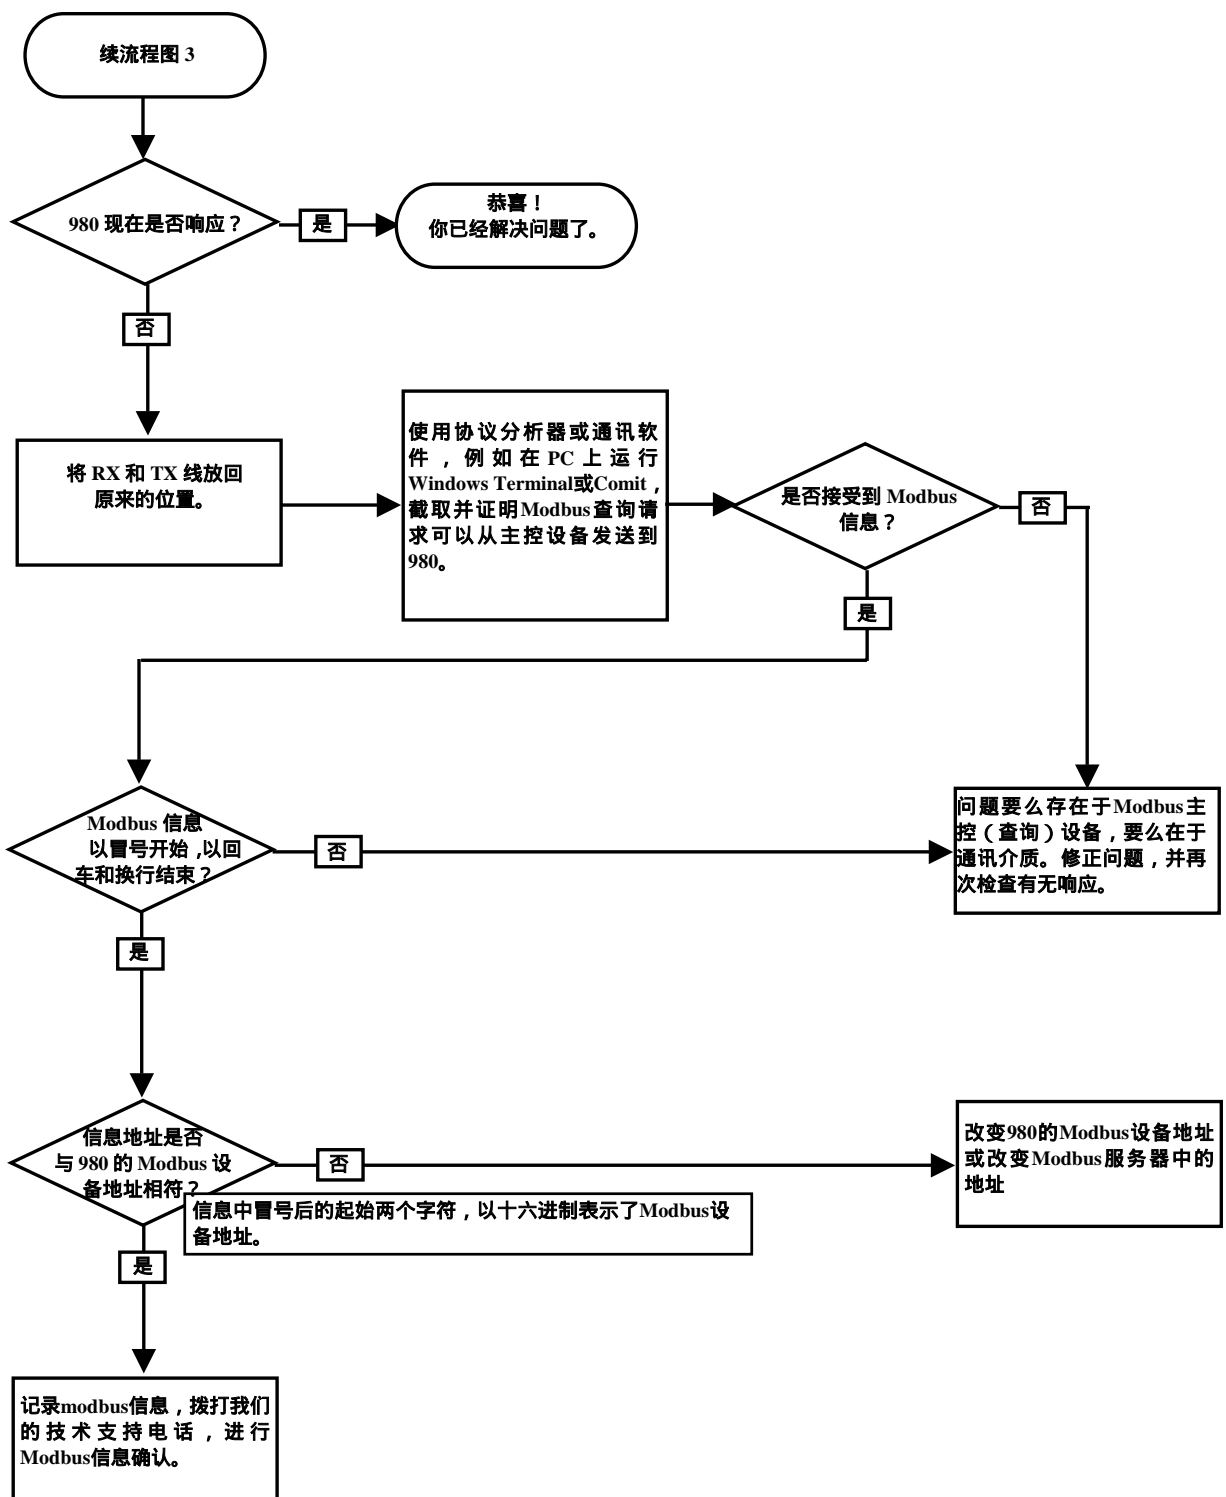 续流程图 3
980 现在是否响应？
是
恭喜！
你已经解决问题了。
否
将 RX 和 TX 线放回
原来的位置。
使用协议分析器或通讯软
件，例如在 PC 上运行
Windows Terminal或Comit，
截取并证明Modbus查询请
求可以从主控设备发送到
980。
是否接受到 Modbus
信息？
否
是
Modbus 信息
以冒号开始，以回
车和换行结束？
否
问题要么存在于Modbus主
控（查询）设备，要么在于
通讯介质。修正问题，并再
次检查有无响应。
是
信息地址是否
与 980 的 Modbus 设
备地址相符？
否
改变980的Modbus设备地址
或改变Modbus服务器中的
地址
信息中冒号后的起始两个字符，以十六进制表示了Modbus设
备地址。
是
记录modbus信息，拨打我们
的技术支持电话，进行
Modbus信息确认。